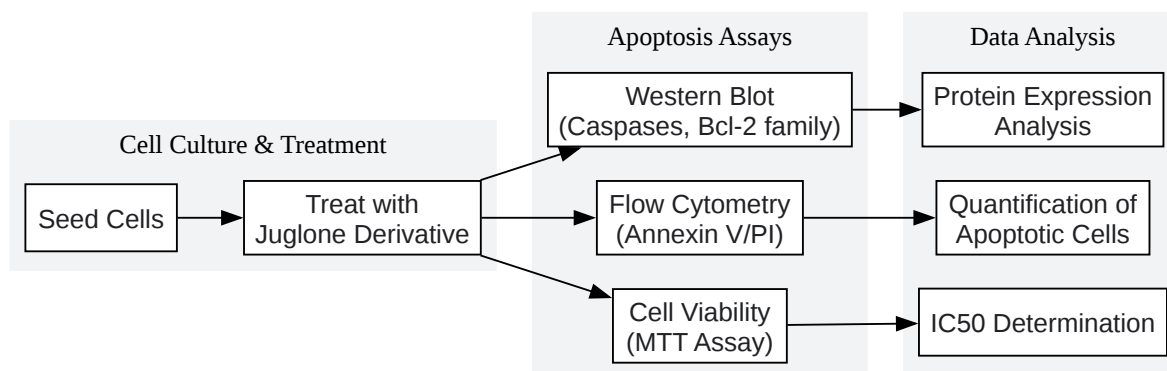 Cell Culture & Treatment
Seed Cells
Treat with
Juglone Derivative
Apoptosis Assays
Western Blot
(Caspases, Bcl-2 family)
Flow Cytometry
(Annexin V/PI)
Cell Viability
(MTT Assay)
Data Analysis
Protein Expression
Analysis
Quantification of
Apoptotic Cells
IC50 Determination